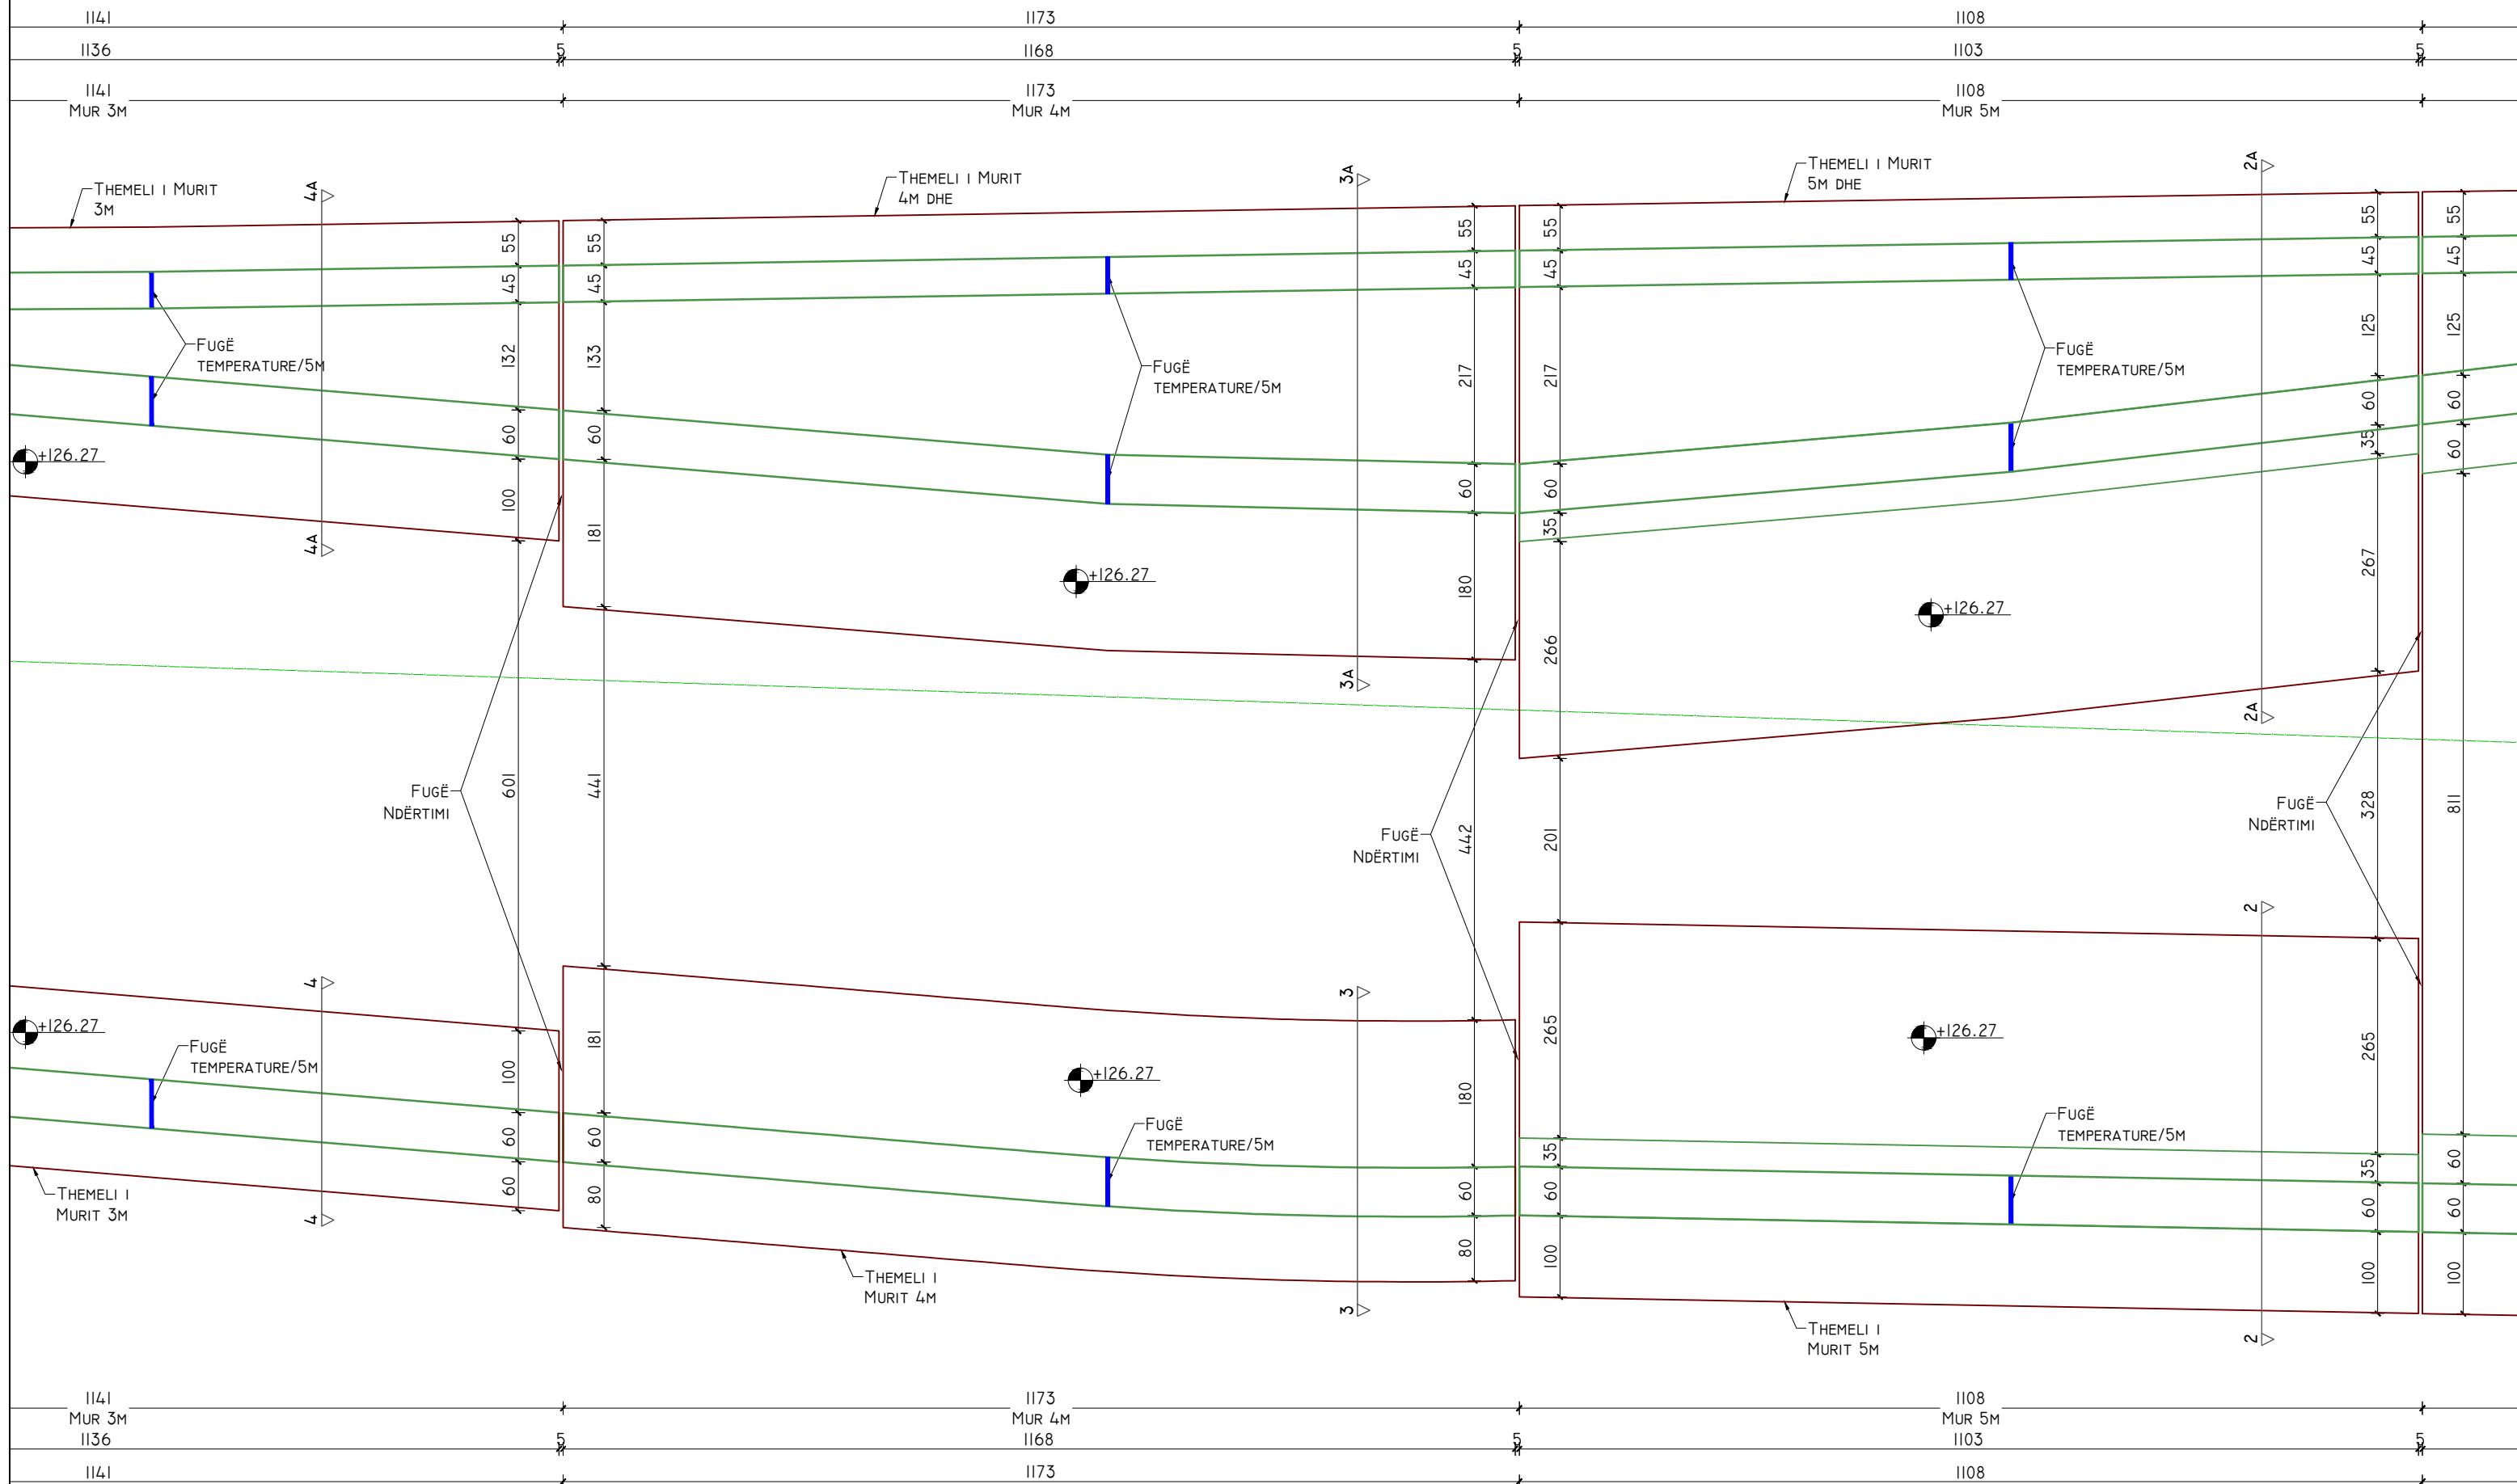 1141
1173
1108
1136
5
1168
5
1103
5
1141
Mur 3m
1173
Mur 4m
1108
Mur 5m
Themeli i Murit
3m
4A
Themeli i Murit
4m dhe
3A
Themeli i Murit
5m dhe
2A
55
55
55
55
55
55
45
45
45
45
45
45
132
133
217
217
125
125
Fugë
temperature/5m
Fugë
temperature/5m
Fugë
temperature/5m
60
60
60
60
60
60
+126.27
100
181
180
35
35
60
4A
+126.27
+126.27
266
267
3A
2A
Fugë
Ndërtimi
601
441
Fugë
Ndërtimi
442
201
Fugë
Ndërtimi
328
811
4
3
2
+126.27
+126.27
+126.27
Fugë
temperature/5m
100
181
180
265
265
Fugë
temperature/5m
Fugë
temperature/5m
60
60
60
35
35
60
60
60
60
60
80
80
100
100
100
Themeli i
Murit 3m
4
Themeli i
Murit 4m
3
Themeli i
Murit 5m
2
1141
Mur 3m
1173
Mur 4m
1108
Mur 5m
1136
5
1168
5
1103
5
1141
1173
1108